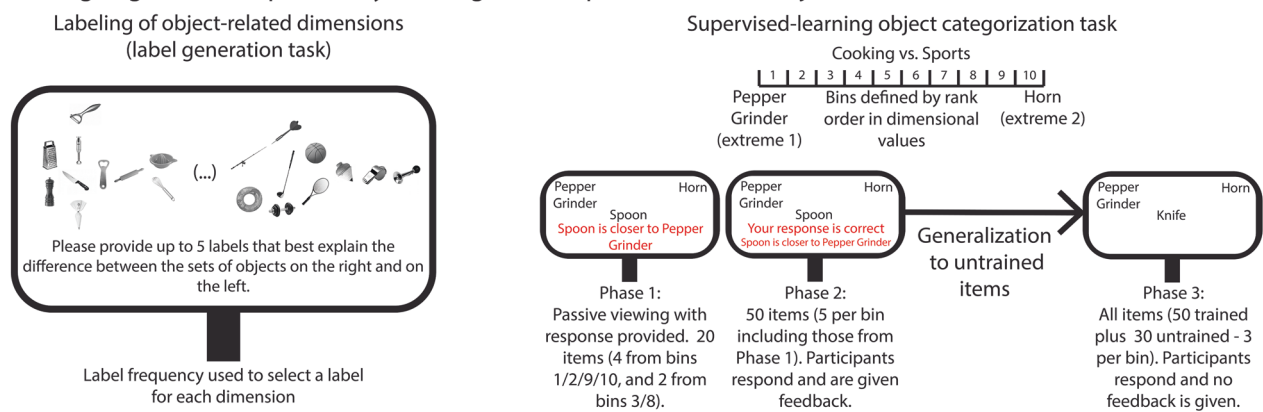 Labeling of object-related dimensions
(label generation task)
(...)
Please provide up to 5 labels that best explain the
difference between the sets of objects on the right and on
the left.
Label frequency used to select a label
for each dimension
Supervised-learning object categorization task
Cooking vs. Sports
1 2 3 4 5 6 7 8 9 10
Pepper
Grinder
(extreme 1)
Bins defined by rank
order in dimensional
values
Horn
(extreme 2)
Pepper
Grinder
Horn
Spoon
Spoon is closer to Pepper
Grinder
Phase 1:
Passive viewing with
response provided. 20
items (4 from bins
1/2/9/10, and 2 from
bins 3/8).
Pepper
Grinder
Horn
Spoon
Your response is correct
Spoon is closer to Pepper Grinder
Phase 2:
50 items (5 per bin
including those from
Phase 1). Participants
respond and are given
feedback.
Generalization
to untrained
items
Pepper
Grinder
Horn
Knife
Phase 3:
All items (50 trained
plus 30 untrained - 3
per bin). Participants
respond and no
feedback is given.